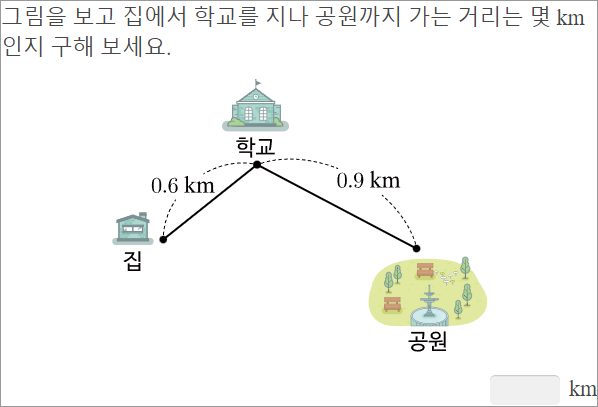 그림을 보고 집에서 학교를 지나 공원까지 가는 거리는 몇 km
인지 구해 보세요.
학교
0.6 km
0.9 km
집
공원
km